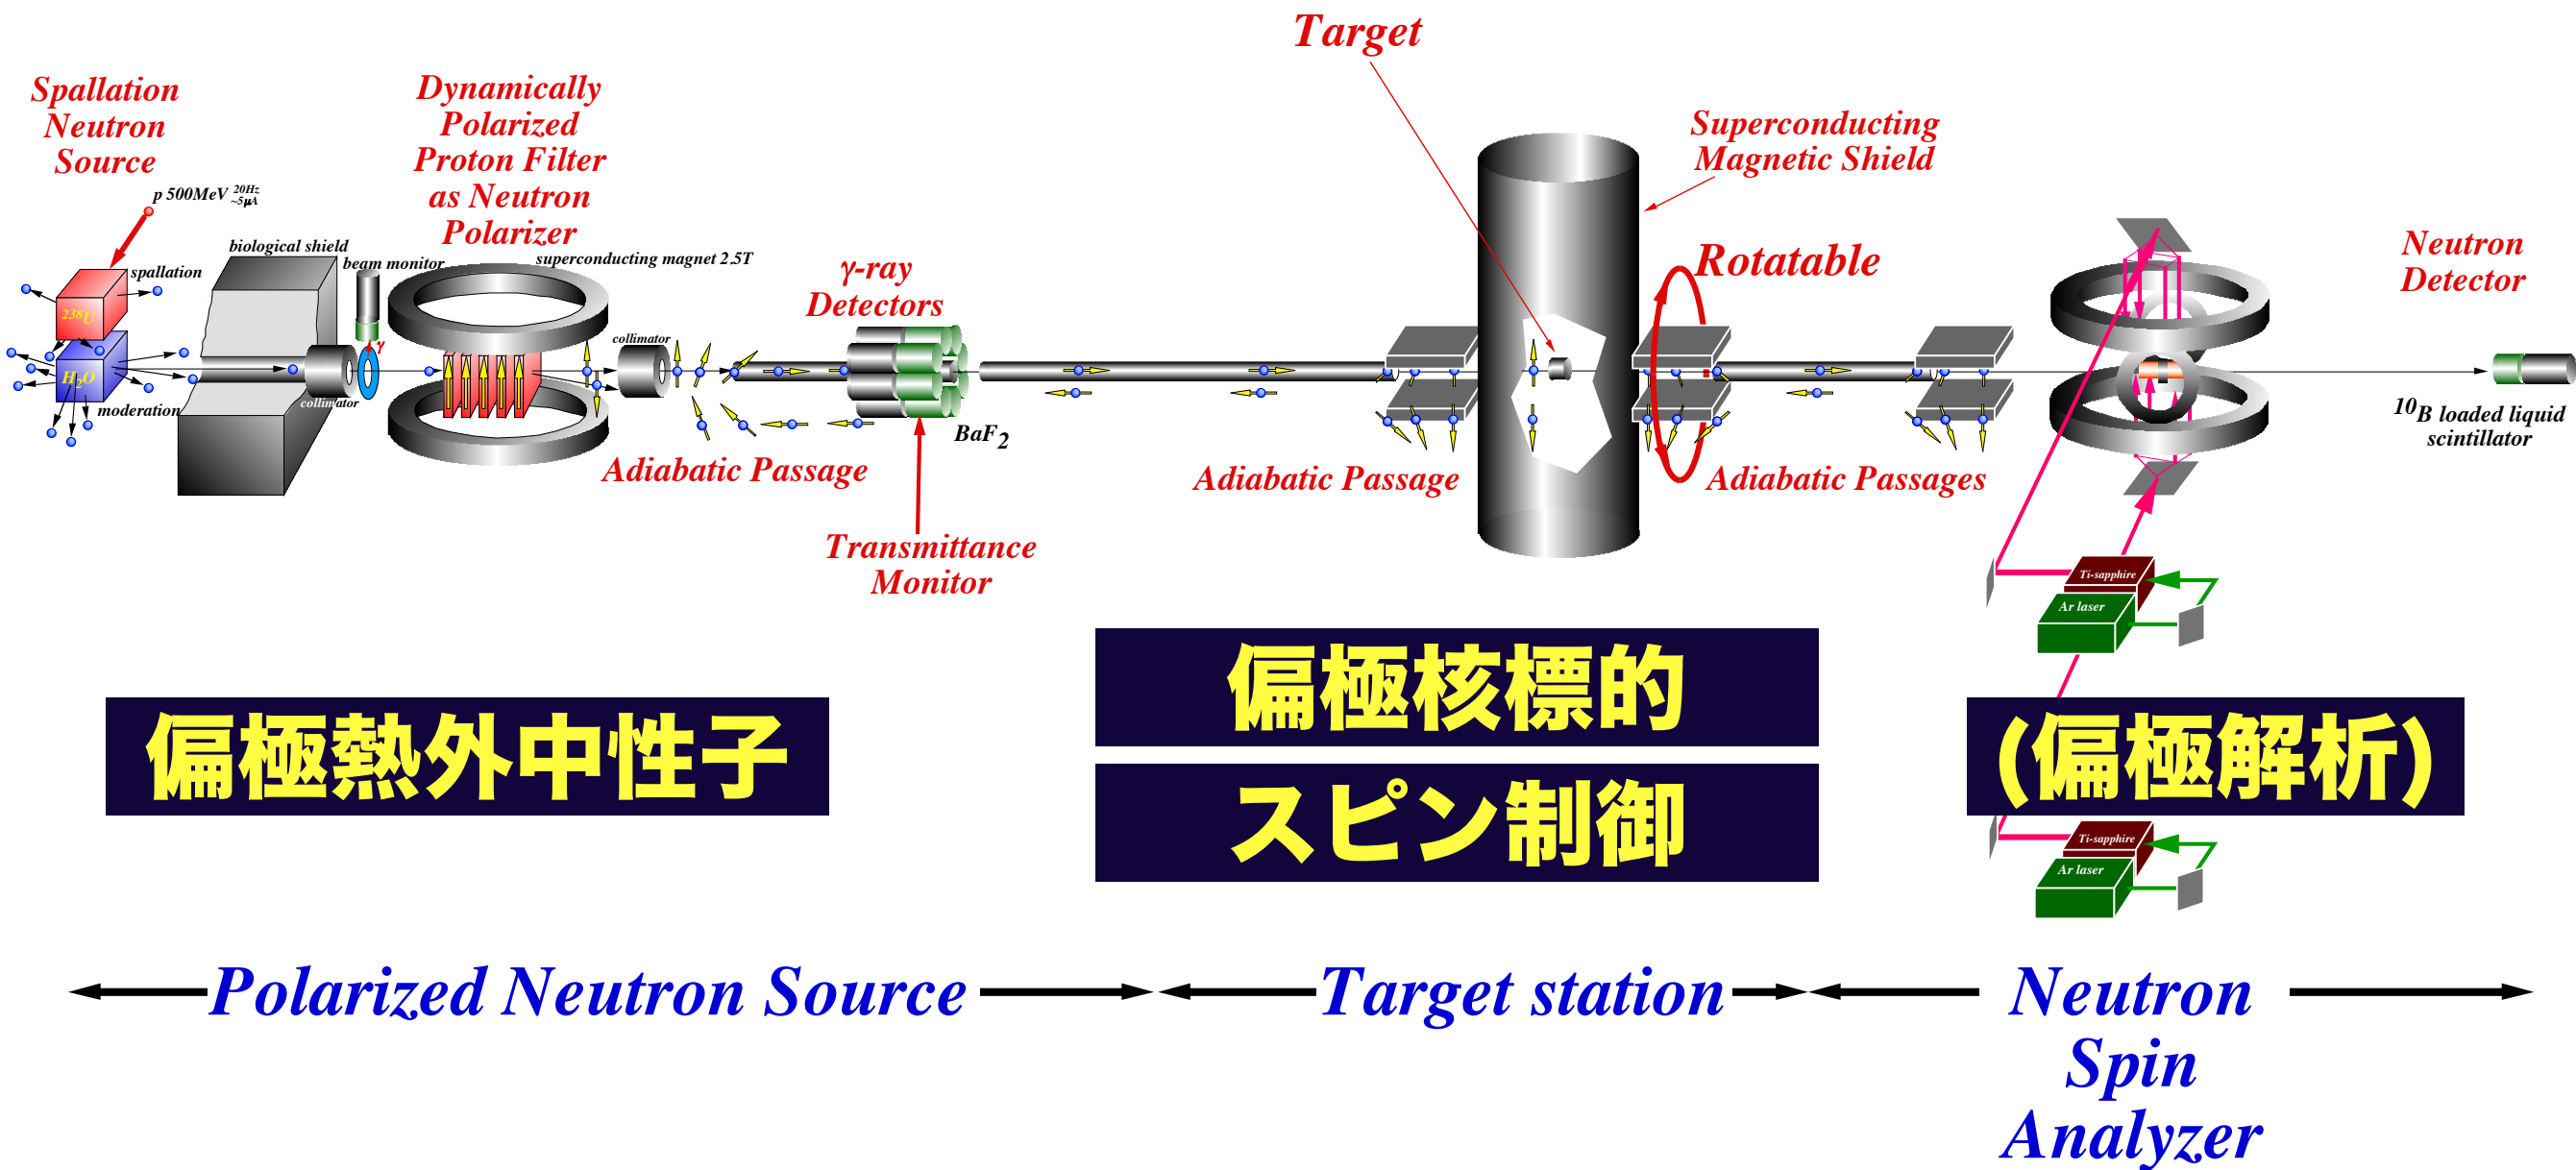 Target
Spallation
Neutron
Source
p 500MeV 20Hz ~5μA
Dynamically
Polarized
Proton Filter
as Neutron
Polarizer
Superconducting
Magnetic Shield
biological shield
beam monitor
superconducting magnet 2.5T
spallation
238U
H2O
moderation
collimator
γ
collimator
γ-ray
Detectors
BaF2
Rotatable
Neutron
Detector
10B loaded liquid
scintillator
Adiabatic Passage
Adiabatic Passage
Adiabatic Passages
Transmittance
Monitor
Ti-sapphire
Ar laser
偏極熱外中性子
偏極核標的
スピン制御
(偏極解析)
Ti-sapphire
Ar laser
Polarized Neutron Source
Target station
Neutron
Spin
Analyzer